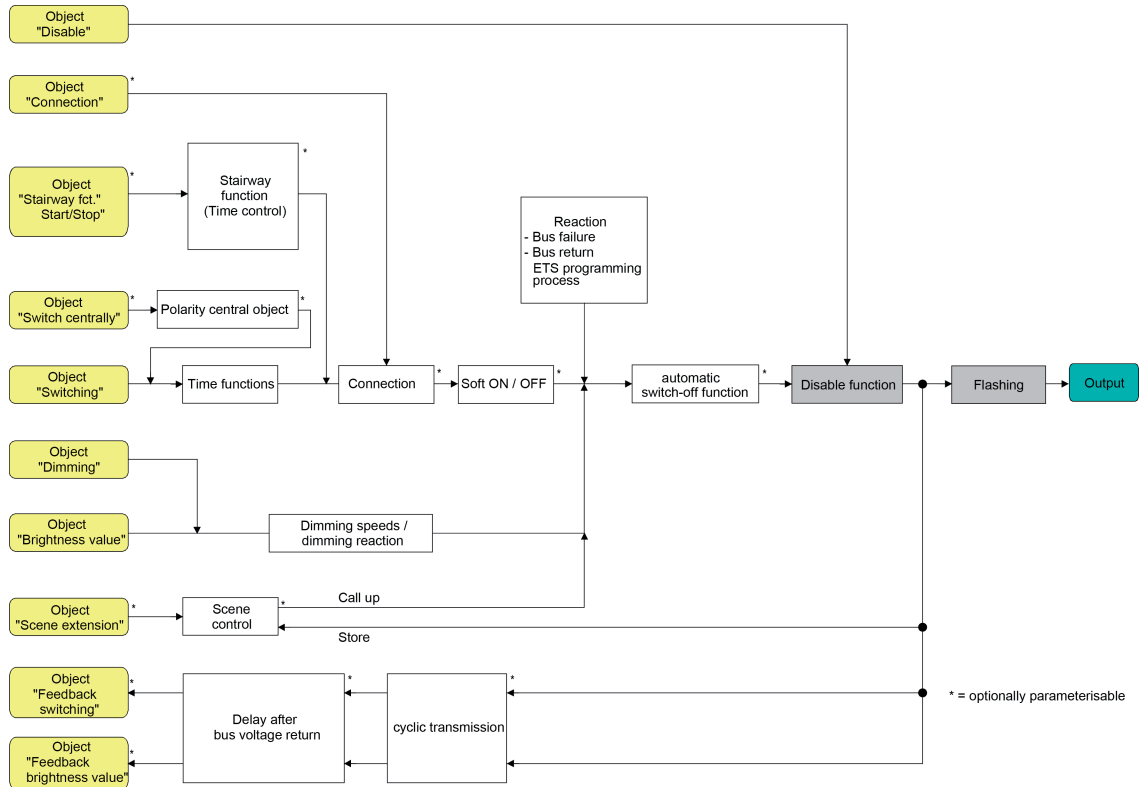 Object
"Disable"
Object
"Connection"
*
Object
"Stairway fct."
Start/Stop"
*
Stairway
function
(Time control)
*
Reaction
- Bus failure
- Bus return
ETS programming
process
Object
"Switch centrally"
*
Polarity central object
*
Object
"Switching"
Time functions
Connection
*
Soft ON / OFF
*
automatic
switch-off function
*
Disable function
Flashing
Output
Object
"Dimming"
Object
"Brightness value"
Dimming speeds /
dimming reaction
Object
"Scene extension"
*
Scene
control
*
Call up
Store
Object
"Feedback
switching"
*
Delay after
bus voltage return
*
cyclic transmission
*
* = optionally parameterisable
Object
"Feedback
brightness value"
*